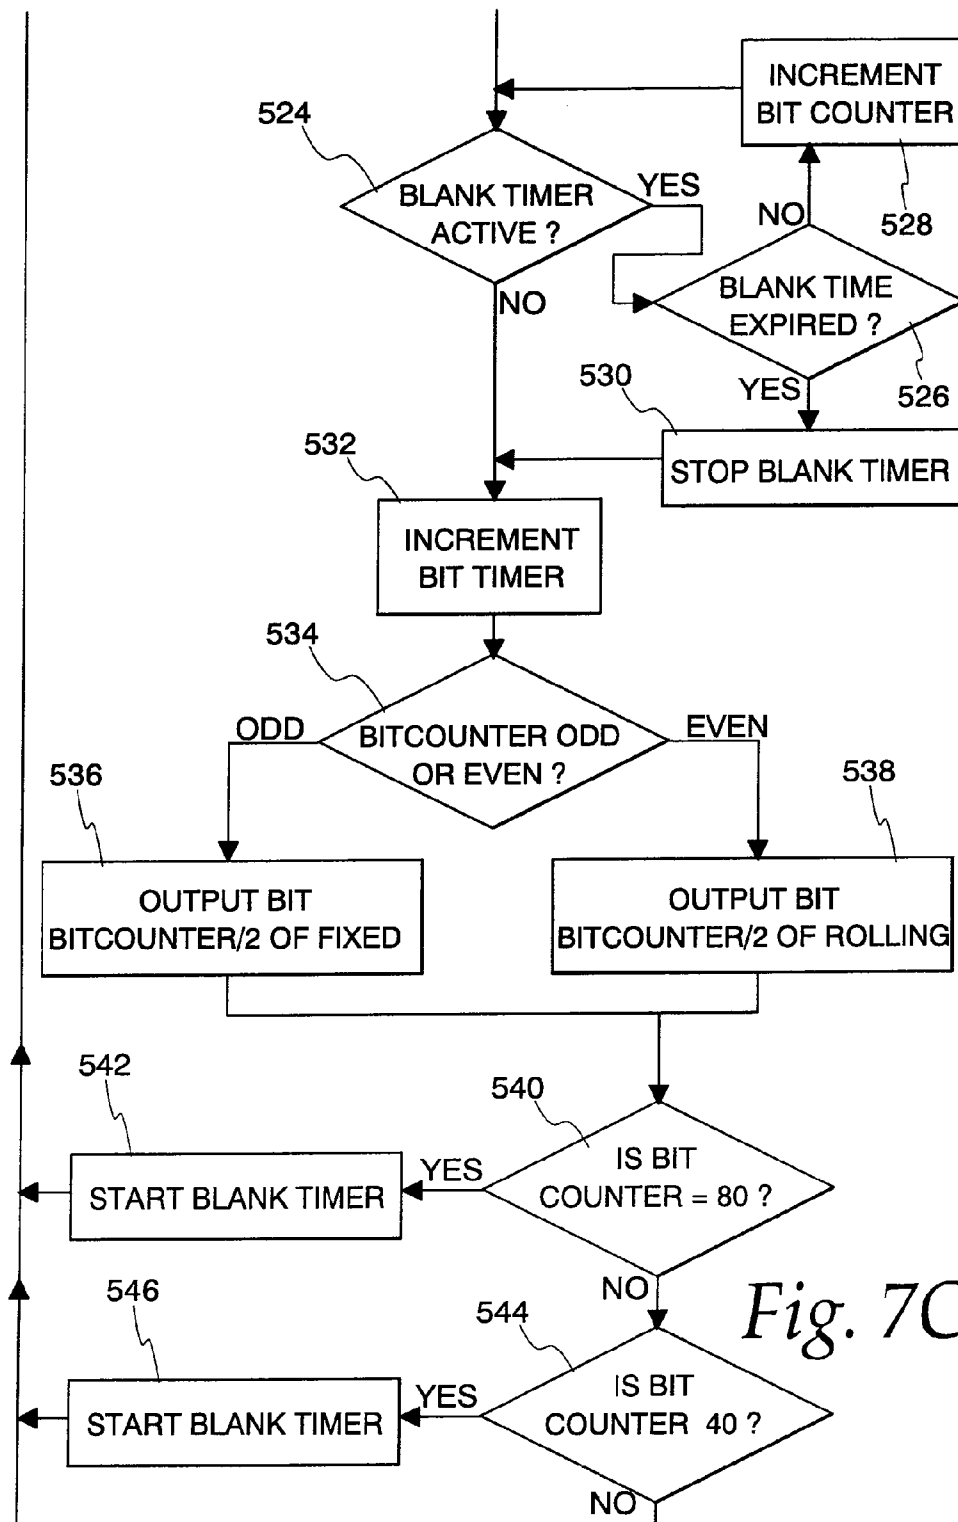 INCREMENT
BIT COUNTER
528
524
BLANK TIMER
ACTIVE ?
YES
NO
NO
BLANK TIME
EXPIRED ?
526
YES
530
STOP BLANK TIMER
532
INCREMENT
BIT TIMER
534
BITCOUNTER ODD
OR EVEN ?
ODD
EVEN
536
OUTPUT BIT
BITCOUNTER/2 OF FIXED
538
OUTPUT BIT
BITCOUNTER/2 OF ROLLING
540
IS BIT
COUNTER = 80 ?
YES
542
START BLANK TIMER
NO
Fig. 7C
544
IS BIT
COUNTER 40 ?
YES
546
START BLANK TIMER
NO